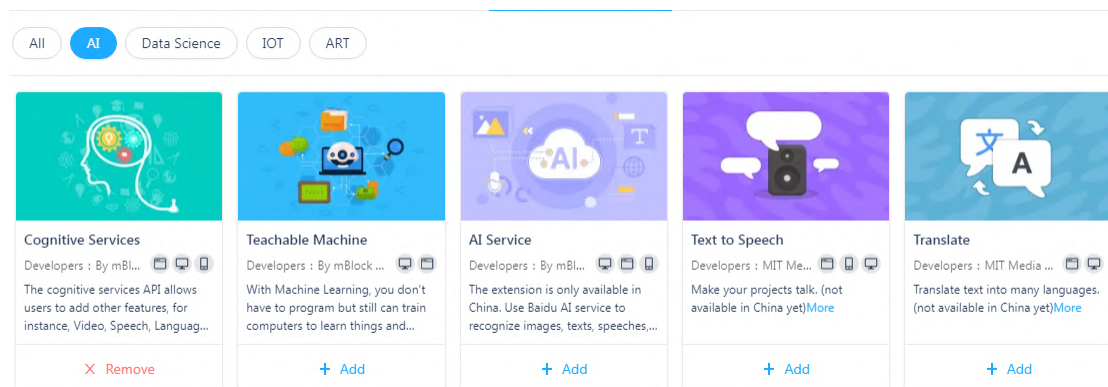 All
AI
Data Science
IOT
ART
AI
T
文
A
Cognitive Services
Developers：By mBl...
The cognitive services API allows
users to add other features, for
instance, Video, Speech, Languag...
Remove
Teachable Machine
Developers：By mBlock ...
With Machine Learning, you don't
have to program but still can train
computers to learn things and...
+ Add
AI Service
Developers：By mBl...
The extension is only available in
China. Use Baidu AI service to
recognize images, texts, speeches,...
+ Add
Text to Speech
Developers：MIT Me...
Make your projects talk. (not
available in China yet)More
+ Add
Translate
Developers：MIT Media ...
Translate text into many languages.
(not available in China yet)More
+ Add